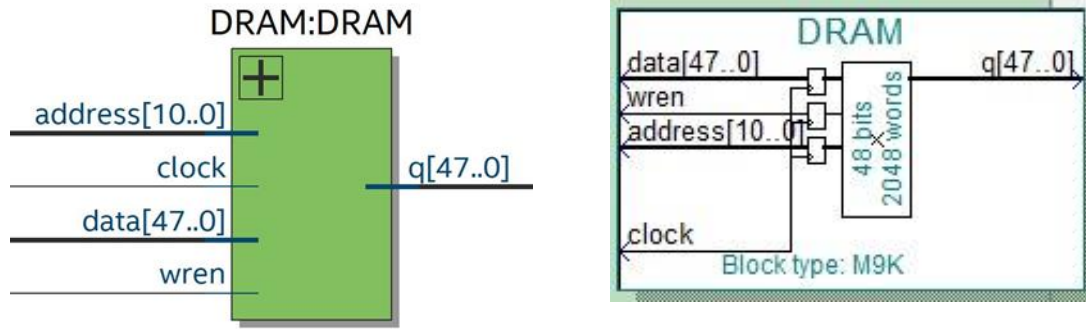 DRAM:DRAM
address[10..0]
clock
q[47..0]
data[47..0]
wren
DRAM
data[47..0]
q[47..0]
wren
address[10..0]
48 bits
2048 words
clock
Block type: M9K